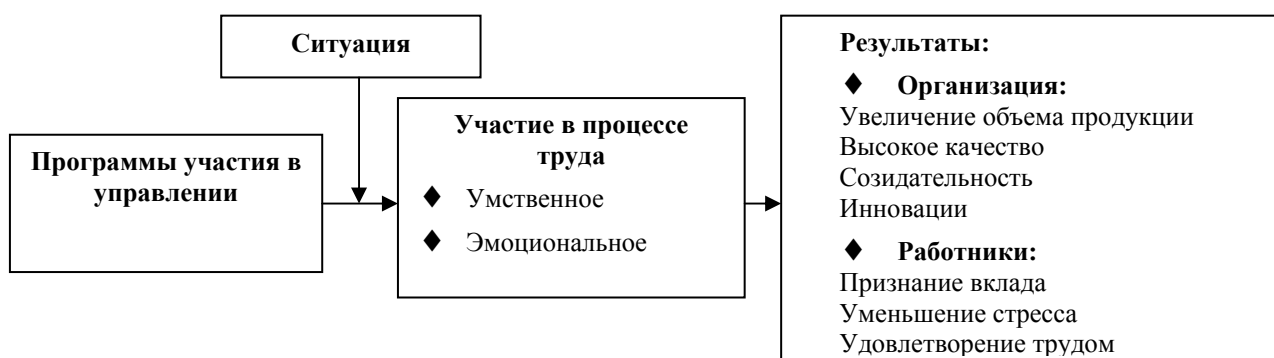 Ситуация
Программы участия в
управлении
Участие в процессе
труда
♦ Умственное
♦ Эмоциональное
Результаты:
♦ Организация:
Увеличение объема продукции
Высокое качество
Созидательность
Инновации
♦ Работники:
Признание вклада
Уменьшение стресса
Удовлетворение трудом